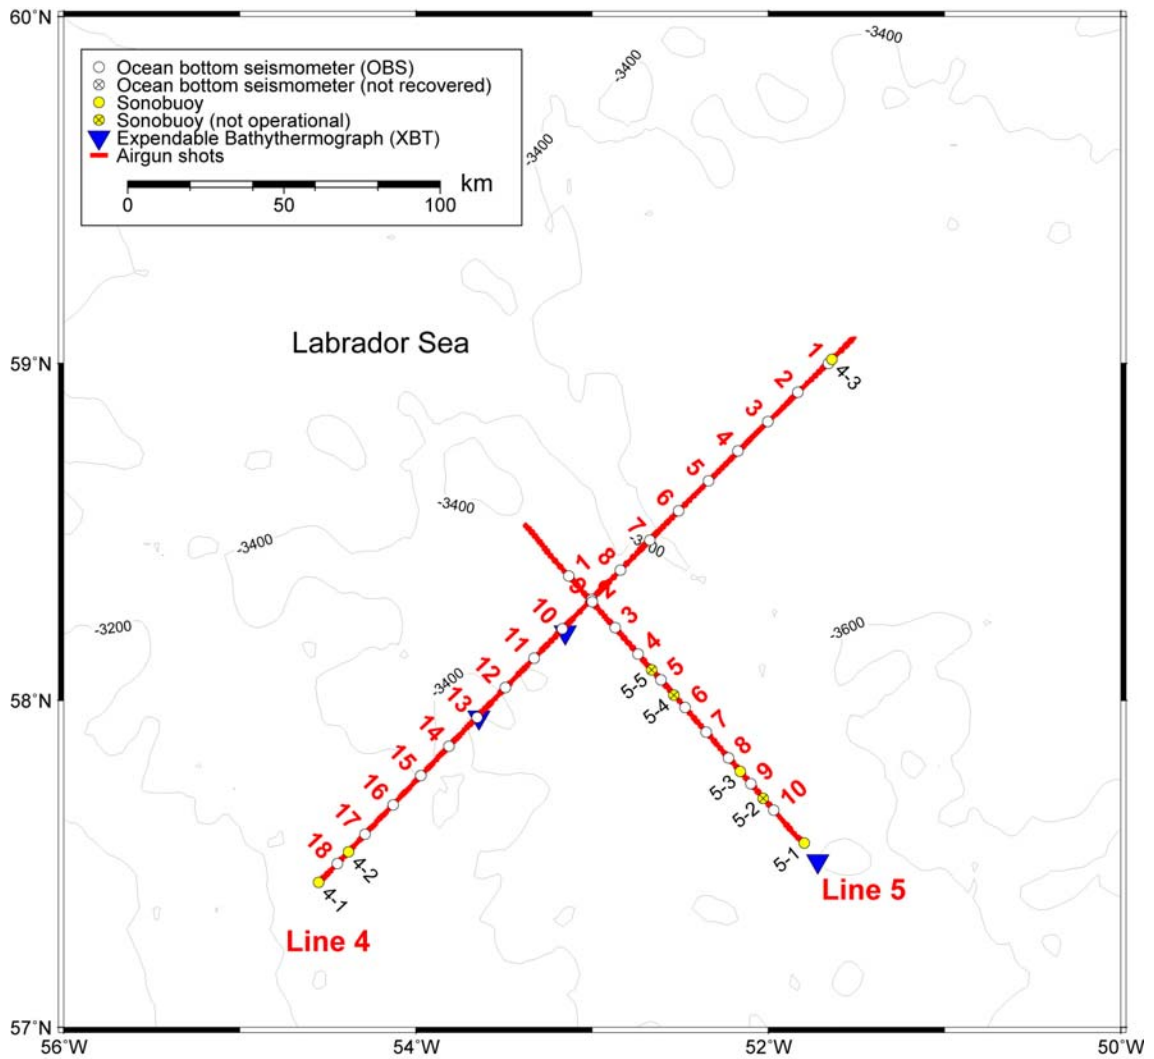 60°N
Ocean bottom seismometer (OBS)
Ocean bottom seismometer (not recovered)
Sonobuoy
Sonobuoy (not operational)
Expendable Bathythermograph (XBT)
Airgun shots
km
0 50 100
-3400
-3400
-3400
Labrador Sea
59°N
1
4-3
2
3
4
5
6
7
8
-3400
-3400
1
9
2
10
3
11
4
12
5
13
6
-3400
14
7
15
8
16
9
17
10
18
-3200
-3600
58°N
5-5
5-4
5-3
5-2
5-1
4-2
4-1
Line 5
Line 4
57°N
56°W 54°W 52°W 50°W